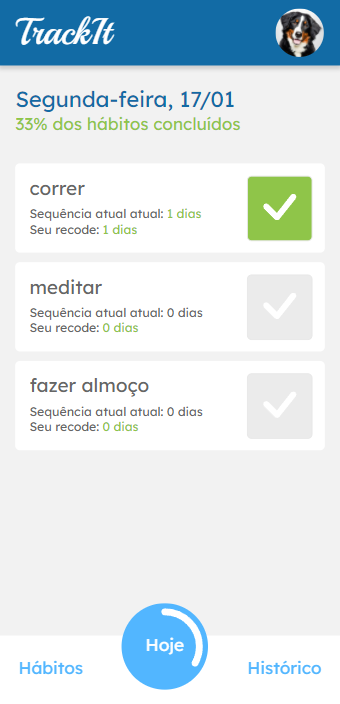 TrackIt
Segunda-feira, 17/01
33% dos hábitos concluídos
correr
Sequência atual atual: 1 dias
Seu recode: 1 dias
meditar
Sequência atual atual: 0 dias
Seu recode: 0 dias
fazer almoço
Sequência atual atual: 0 dias
Seu recode: 0 dias
Hoje
Hábitos
Histórico